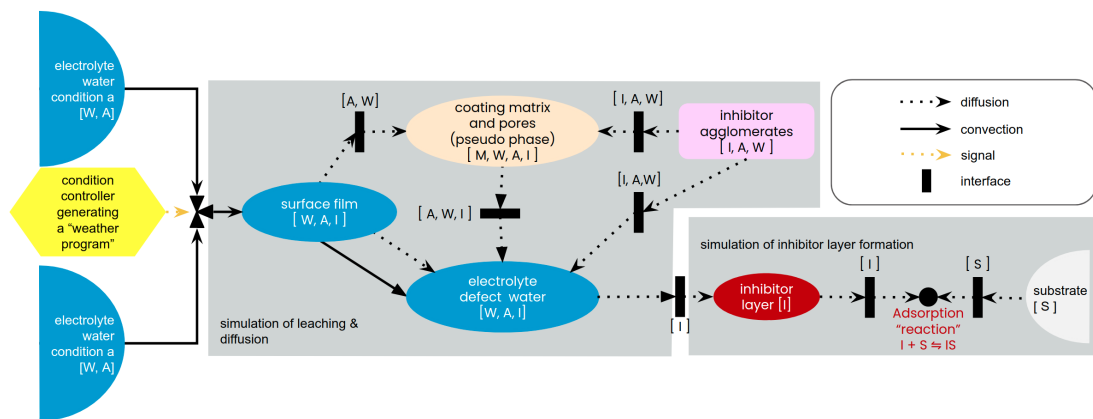 electrolyte
water
condition a
[W, A]
condition
controller
generating
a “weather
program”
electrolyte
water
condition a
[W, A]
surface film
[ W, A, I ]
[A, W]
coating matrix
and pores
(pseudo phase)
[ M, W, A, I ]
[ I, A, W ]
inhibitor
agglomerates
[ I, A, W ]
[ A, W, I ]
[I, A,W]
electrolyte
defect water
[W, A, I]
simulation of leaching &
diffusion
diffusion
convection
signal
interface
simulation of inhibitor layer formation
[ I ]
inhibitor
layer [I]
[ I ]
[ S ]
Adsorption
“reaction”
I + S ⇋ IS
substrate
[ S ]